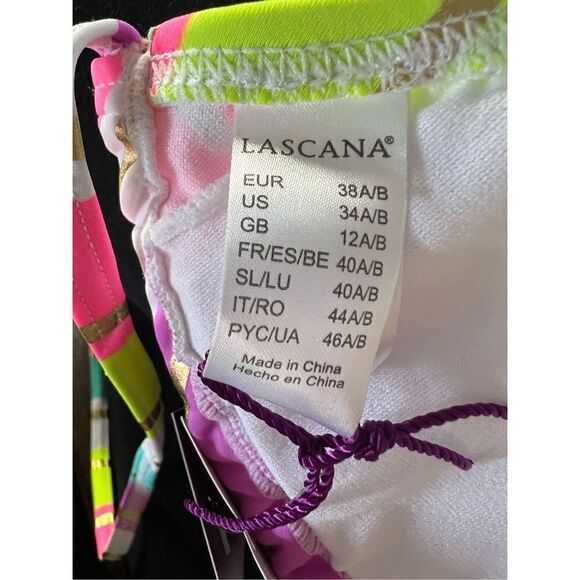 LASCANA®
EUR 38A/B
US 34A/B
GB 12A/B
FR/ES/BE 40A/B
SL/LU 40A/B
IT/RO 44A/B
PYC/UA 46A/B
Made in China
Hecho en China